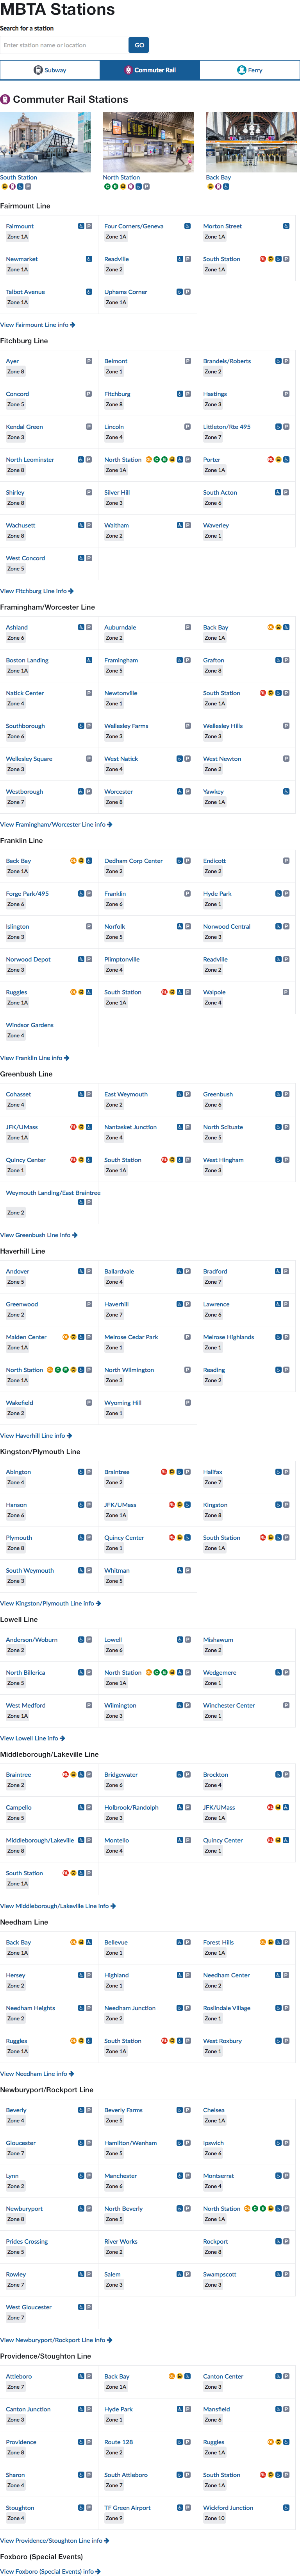 MBTA Stations
Search for a station
Enter station name or location
GO
Subway
Commuter Rail
Ferry
Commuter Rail Stations
South Station
North Station
Back Bay
Fairmount Line
Fairmount
Four Corners/Geneva
Morton Street
Zone 1A
Zone 1A
Zone 1A
Newmarket
Readville
South Station
Zone 1A
Zone 2
Zone 1A
Talbot Avenue
Uphams Corner
Zone 1A
Zone 1A
View Fairmount Line info
Fitchburg Line
Ayer
Belmont
Brandeis/Roberts
Zone 8
Zone 1
Zone 2
Concord
Fitchburg
Hastings
Zone 5
Zone 8
Zone 3
Kendal Green
Lincoln
Littleton/Rte 495
Zone 3
Zone 4
Zone 7
North Leominster
North Station
Porter
Zone 8
Zone 1A
Zone 1A
Shirley
Silver Hill
South Acton
Zone 8
Zone 3
Zone 6
Wachusett
Waltham
Waverley
Zone 8
Zone 2
Zone 1
West Concord
Zone 5
View Fitchburg Line info
Framingham/Worcester Line
Ashland
Auburndale
Back Bay
Zone 6
Zone 2
Zone 1A
Boston Landing
Framingham
Grafton
Zone 1A
Zone 5
Zone 8
Natick Center
Newtonville
South Station
Zone 4
Zone 1
Zone 1A
Southborough
Wellesley Farms
Wellesley Hills
Zone 6
Zone 3
Zone 3
Wellesley Square
West Natick
West Newton
Zone 3
Zone 4
Zone 2
Westborough
Worcester
Yawkey
Zone 7
Zone 8
Zone 1A
View Framingham/Worcester Line info
Franklin Line
Back Bay
Dedham Corp Center
Endicott
Zone 1A
Zone 2
Zone 2
Forge Park/495
Franklin
Hyde Park
Zone 6
Zone 6
Zone 1
Islington
Norfolk
Norwood Central
Zone 3
Zone 5
Zone 3
Norwood Depot
Plimptonville
Readville
Zone 3
Zone 4
Zone 2
Ruggles
South Station
Walpole
Zone 1A
Zone 1A
Zone 4
Windsor Gardens
Zone 4
View Franklin Line info
Greenbush Line
Cohasset
East Weymouth
Greenbush
Zone 4
Zone 2
Zone 6
JFK/UMass
Nantasket Junction
North Scituate
Zone 1A
Zone 4
Zone 5
Quincy Center
South Station
West Hingham
Zone 1
Zone 1A
Zone 3
Weymouth Landing/East Braintree
Zone 2
View Greenbush Line info
Haverhill Line
Andover
Ballardvale
Bradford
Zone 5
Zone 4
Zone 7
Greenwood
Haverhill
Lawrence
Zone 2
Zone 7
Zone 6
Malden Center
Melrose Cedar Park
Melrose Highlands
Zone 1A
Zone 1
Zone 1
North Station
North Wilmington
Reading
Zone 1A
Zone 3
Zone 2
Wakefield
Wyoming Hill
Zone 2
Zone 1
View Haverhill Line info
Kingston/Plymouth Line
Abington
Braintree
Halifax
Zone 4
Zone 2
Zone 7
Hanson
JFK/UMass
Kingston
Zone 6
Zone 1A
Zone 8
Plymouth
Quincy Center
South Station
Zone 8
Zone 1
Zone 1A
South Weymouth
Whitman
Zone 3
Zone 5
View Kingston/Plymouth Line info
Lowell Line
Anderson/Woburn
Lowell
Mishawum
Zone 2
Zone 6
Zone 2
North Billerica
North Station
Wedgemere
Zone 5
Zone 1A
Zone 1
West Medford
Wilmington
Winchester Center
Zone 1A
Zone 3
Zone 1
View Lowell Line info
Middleborough/Lakeville Line
Braintree
Bridgewater
Brockton
Zone 2
Zone 6
Zone 4
Campello
Holbrook/Randolph
JFK/UMass
Zone 5
Zone 3
Zone 1A
Middleborough/Lakeville
Montello
Quincy Center
Zone 8
Zone 4
Zone 1
South Station
Zone 1A
View Middleborough/Lakeville Line info
Needham Line
Back Bay
Bellevue
Forest Hills
Zone 1A
Zone 1
Zone 1A
Hersey
Highland
Needham Center
Zone 2
Zone 1
Zone 2
Needham Heights
Needham Junction
Roslindale Village
Zone 2
Zone 2
Zone 1
Ruggles
South Station
West Roxbury
Zone 1A
Zone 1A
Zone 1
View Needham Line info
Newburyport/Rockport Line
Beverly
Beverly Farms
Chelsea
Zone 4
Zone 5
Zone 1A
Gloucester
Hamilton/Wenham
Ipswich
Zone 7
Zone 5
Zone 6
Lynn
Manchester
Montserrat
Zone 2
Zone 6
Zone 4
Newburyport
North Beverly
North Station
Zone 8
Zone 5
Zone 1A
Prides Crossing
River Works
Rockport
Zone 5
Zone 2
Zone 8
Rowley
Salem
Swampscott
Zone 7
Zone 3
Zone 3
West Gloucester
Zone 7
View Newburyport/Rockport Line info
Providence/Stoughton Line
Attleboro
Back Bay
Canton Center
Zone 7
Zone 1A
Zone 3
Canton Junction
Hyde Park
Mansfield
Zone 3
Zone 1
Zone 6
Providence
Route 128
Ruggles
Zone 8
Zone 2
Zone 1A
Sharon
South Attleboro
South Station
Zone 4
Zone 7
Zone 1A
Stoughton
TF Green Airport
Wickford Junction
Zone 4
Zone 9
Zone 10
View Providence/Stoughton Line info
Foxboro (Special Events)
View Foxboro (Special Events) info